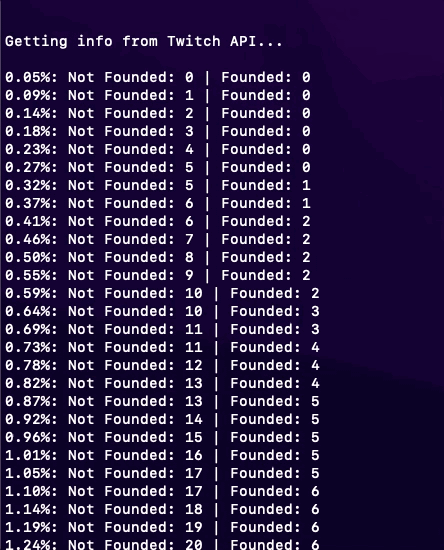 Getting info from Twitch API...
0.05%: Not Founded: 0 | Founded: 0
0.09%: Not Founded: 1 | Founded: 0
0.14%: Not Founded: 2 | Founded: 0
0.18%: Not Founded: 3 | Founded: 0
0.23%: Not Founded: 4 | Founded: 0
0.27%: Not Founded: 5 | Founded: 0
0.32%: Not Founded: 5 | Founded: 1
0.37%: Not Founded: 6 | Founded: 1
0.41%: Not Founded: 6 | Founded: 2
0.46%: Not Founded: 7 | Founded: 2
0.50%: Not Founded: 8 | Founded: 2
0.55%: Not Founded: 9 | Founded: 2
0.59%: Not Founded: 10 | Founded: 2
0.64%: Not Founded: 10 | Founded: 3
0.69%: Not Founded: 11 | Founded: 3
0.73%: Not Founded: 11 | Founded: 4
0.78%: Not Founded: 12 | Founded: 4
0.82%: Not Founded: 13 | Founded: 4
0.87%: Not Founded: 13 | Founded: 5
0.92%: Not Founded: 14 | Founded: 5
0.96%: Not Founded: 15 | Founded: 5
1.01%: Not Founded: 16 | Founded: 5
1.05%: Not Founded: 17 | Founded: 5
1.10%: Not Founded: 17 | Founded: 6
1.14%: Not Founded: 18 | Founded: 6
1.19%: Not Founded: 19 | Founded: 6
1.24%: Not Founded: 20 | Founded: 6